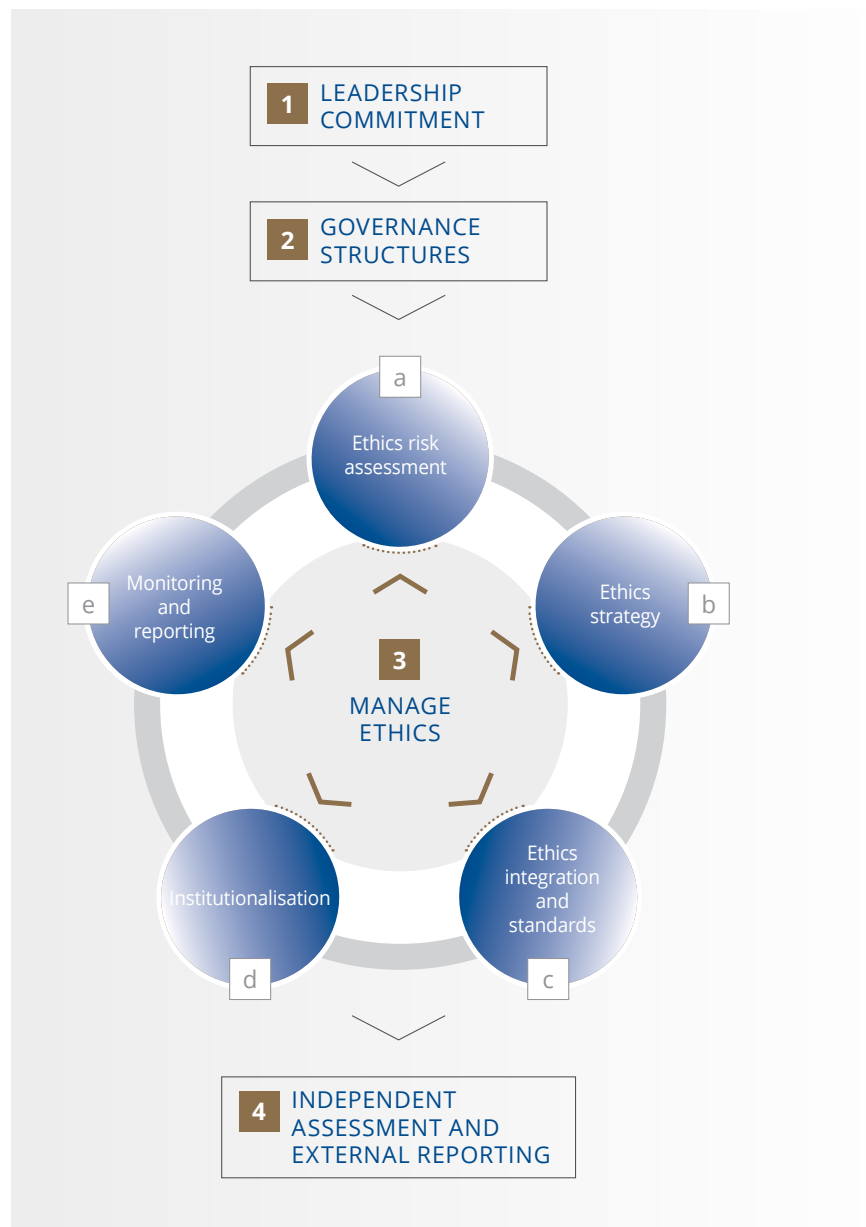 1
LEADERSHIP
COMMITMENT
2
GOVERNANCE
STRUCTURES
a
Ethics risk
assessment
b
Ethics
strategy
c
Ethics
integration
and
standards
d
Institutionalisation
e
Monitoring
and
reporting
3
MANAGE
ETHICS
4
INDEPENDENT
ASSESSMENT AND
EXTERNAL REPORTING